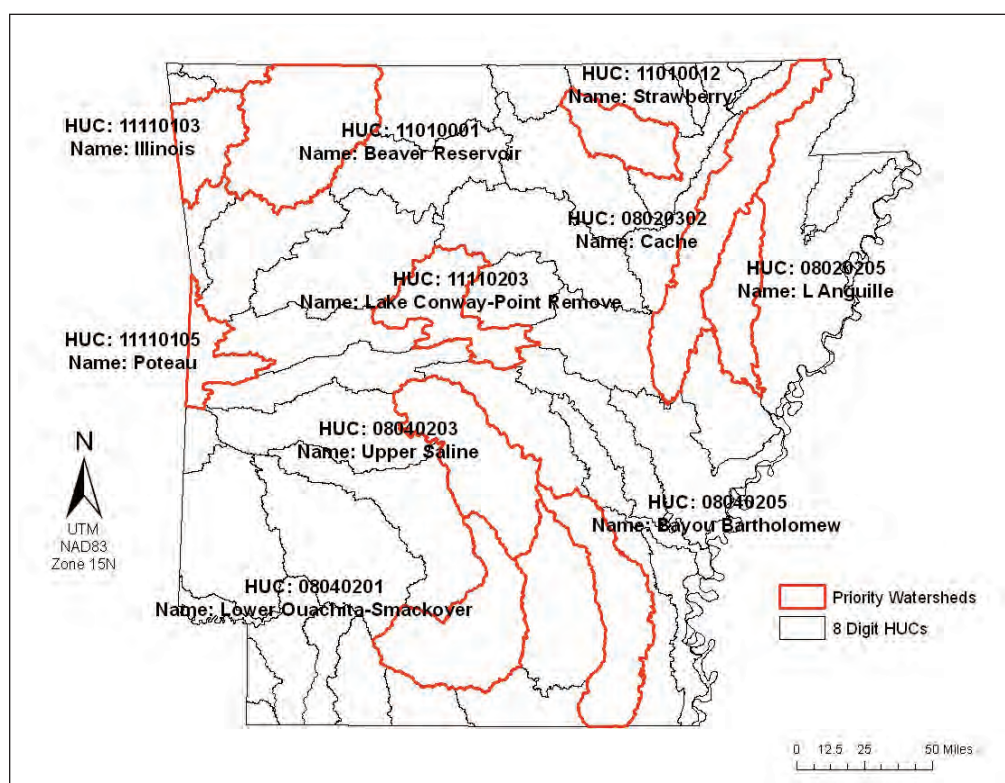 HUC: 11010012
Name: Strawberry
HUC: 11110103
Name: Illinois
HUC: 11010001
Name: Beaver Reservoir
HUC: 08020302
Name: Cache
HUC: 08020205
Name: L Anguille
HUC: 11110203
Name: Lake Conway-Point Remove
HUC: 11110105
Name: Poteau
HUC: 08040203
Name: Upper Saline
HUC: 08040205
Name: Bayou Bartholomew
HUC: 08040201
Name: Lower Ouachita-Smackover
N
UTM
NAD83
Zone 15N
Priority Watersheds
8 Digit HUCs
0 12.5 25 50 Miles